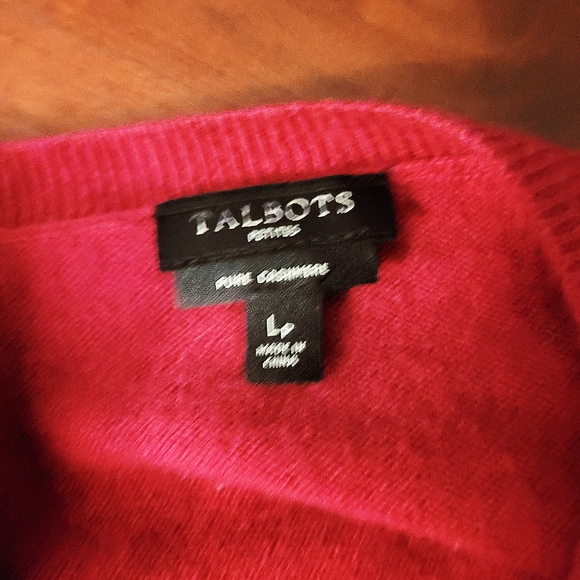 TALBOTS
PETITES
PURE CASHMERE
LP
MADE IN
CHINA